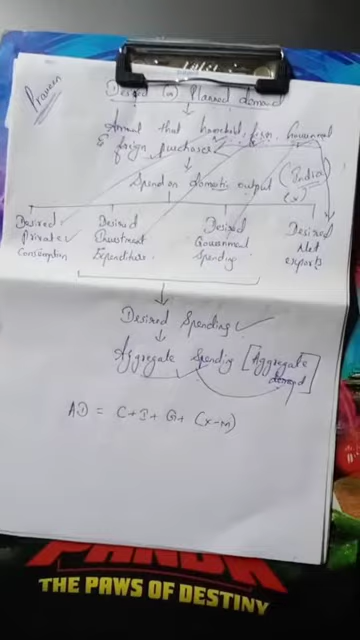 Praveen
Desired (or) Planned demand
Amount that household, firm, Government
& foreign purchases
Spend on domestic output (India)
(x)
Desired Private Consumption
Desired Investment Expenditure
Desired Government Spending
Desired Net exports
Desired Spending
Aggregate Spending [Aggregate demand]
AD = C+I+G+ (x-m)
PANDA
THE PAWS OF DESTINY